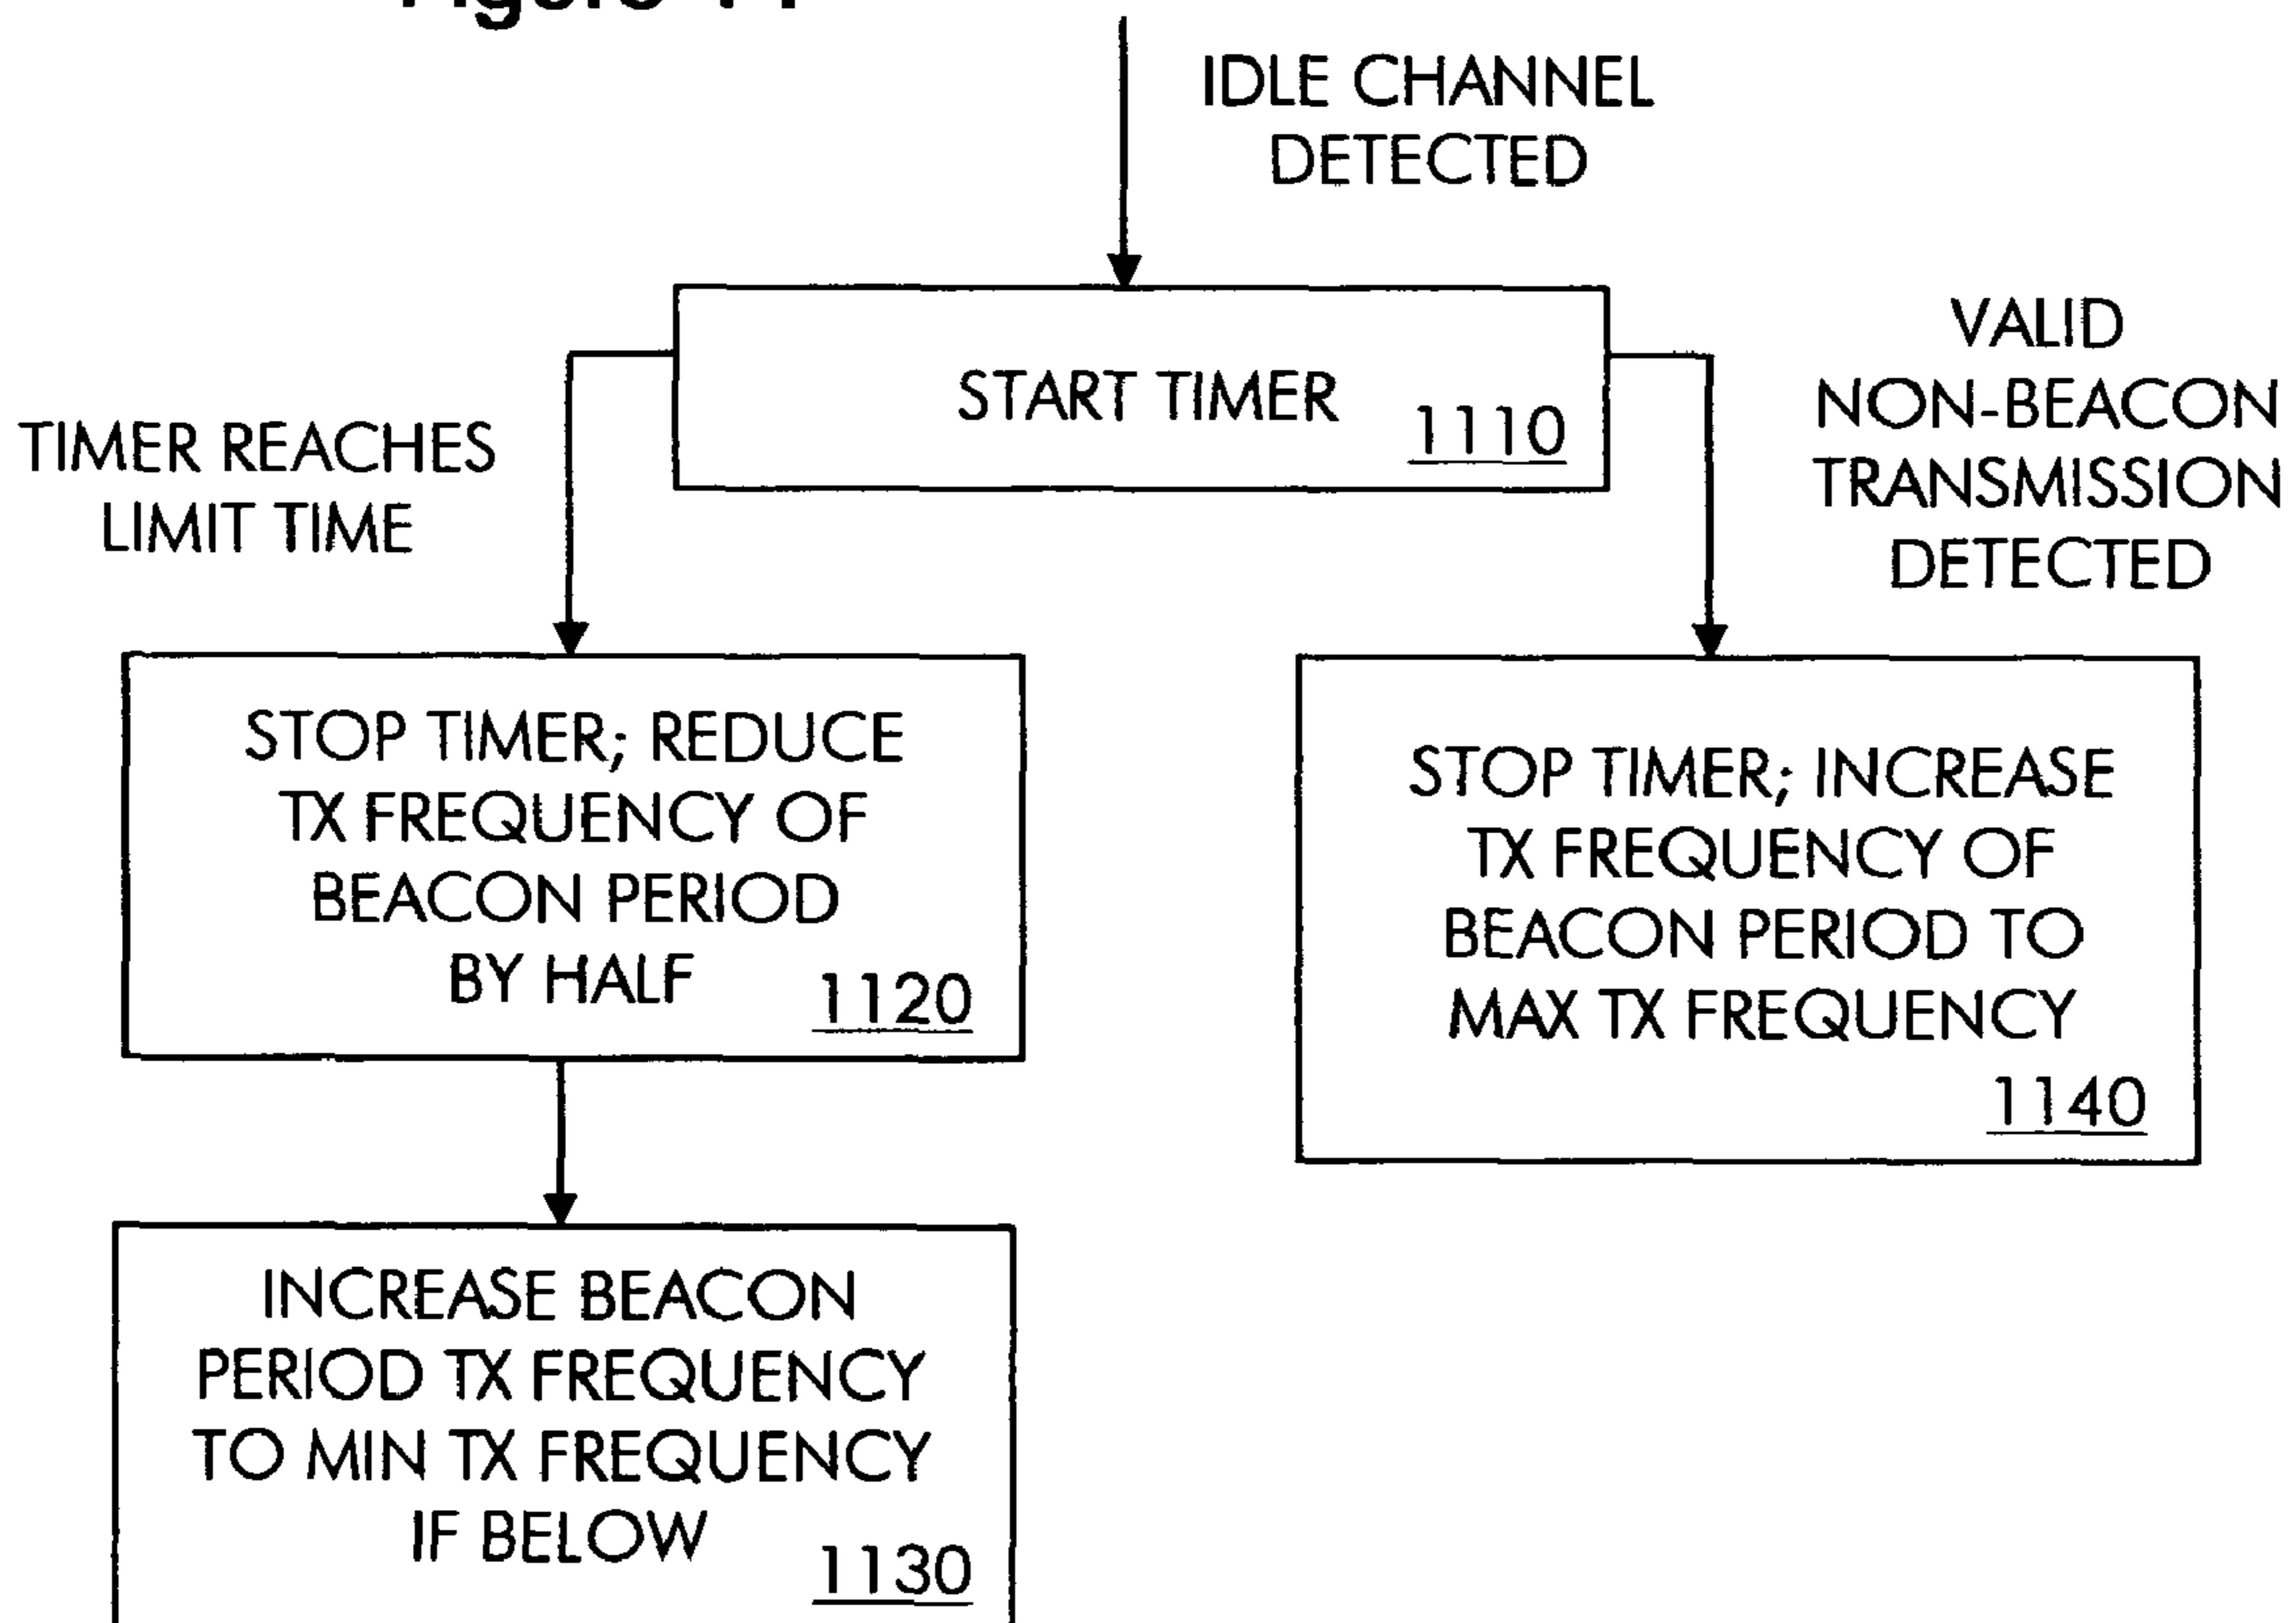 Figure 11
IDLE CHANNEL
DETECTED
START TIMER
1110
TIMER REACHES
LIMIT TIME
VALID
NON-BEACON
TRANSMISSION
DETECTED
STOP TIMER; REDUCE
TX FREQUENCY OF
BEACON PERIOD
BY HALF
1120
STOP TIMER; INCREASE
TX FREQUENCY OF
BEACON PERIOD TO
MAX TX FREQUENCY
1140
INCREASE BEACON
PERIOD TX FREQUENCY
TO MIN TX FREQUENCY
IF BELOW
1130